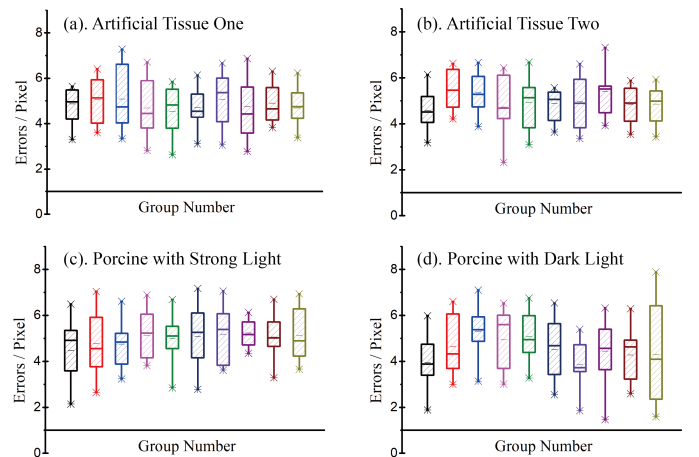 (a). Artificial Tissue One
8
6
4
2
0
Errors / Pixel
Group Number
(b). Artificial Tissue Two
8
6
4
2
0
Errors / Pixel
Group Number
(c). Porcine with Strong Light
8
6
4
2
0
Errors / Pixel
Group Number
(d). Porcine with Dark Light
8
6
4
2
0
Errors / Pixel
Group Number